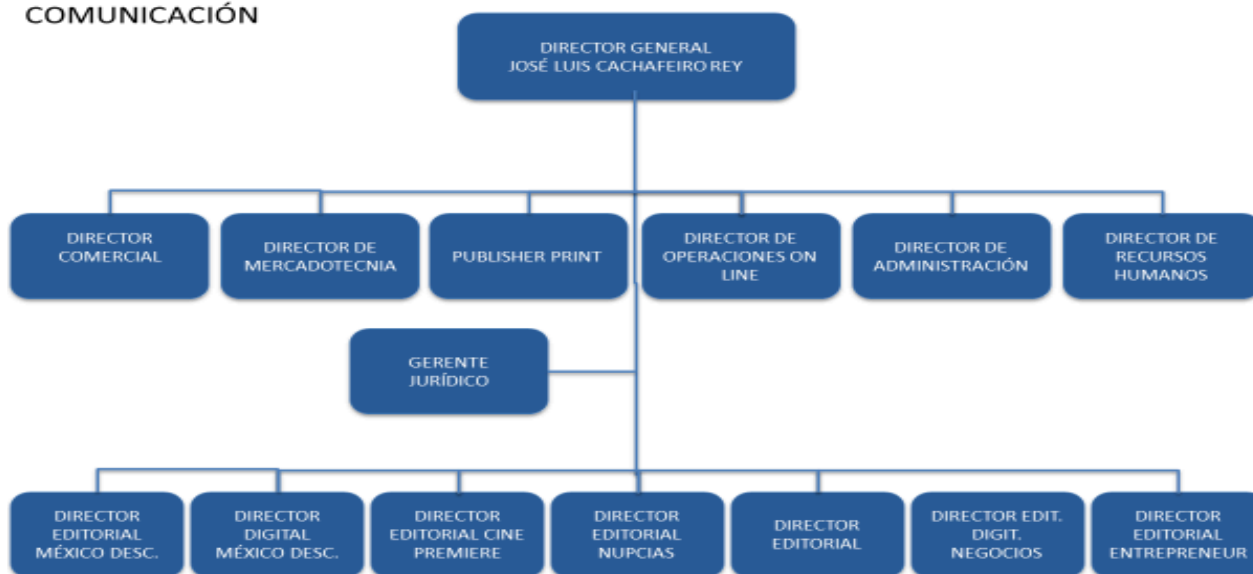 COMUNICACIÓN
DIRECTOR GENERAL
JOSÉ LUIS CACHAFEIRO REY
DIRECTOR
COMERCIAL
DIRECTOR DE
MERCADOTECNIA
PUBLISHER PRINT
DIRECTOR DE
OPERACIONES ON
LINE
DIRECTOR DE
ADMINISTRACIÓN
DIRECTOR DE
RECURSOS
HUMANOS
GERENTE
JURÍDICO
DIRECTOR
EDITORIAL
MÉXICO DESC.
DIRECTOR
DIGITAL
MÉXICO DESC.
DIRECTOR
EDITORIAL CINE
PREMIERE
DIRECTOR
EDITORIAL
NUPCIAS
DIRECTOR
EDITORIAL
DIRECTOR EDIT.
DIGIT.
NEGOCIOS
DIRECTOR
EDITORIAL
ENTREPRENEUR